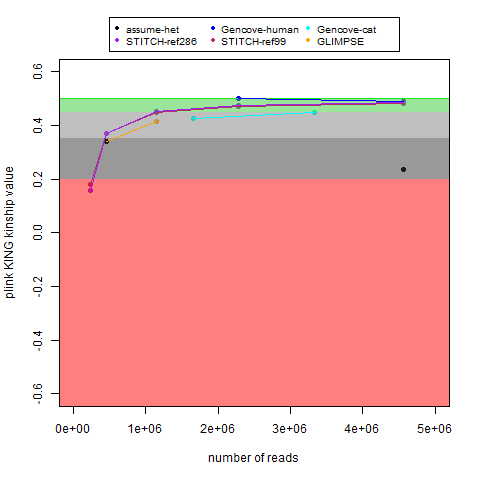 assume-het Gencove-human Gencove-cat
STITCH-ref286 STITCH-ref99 GLIMPSE
0.6
0.4
0.2
0.0
-0.2
-0.4
-0.6
plink KING kinship value
0e+00 1e+06 2e+06 3e+06 4e+06 5e+06
number of reads